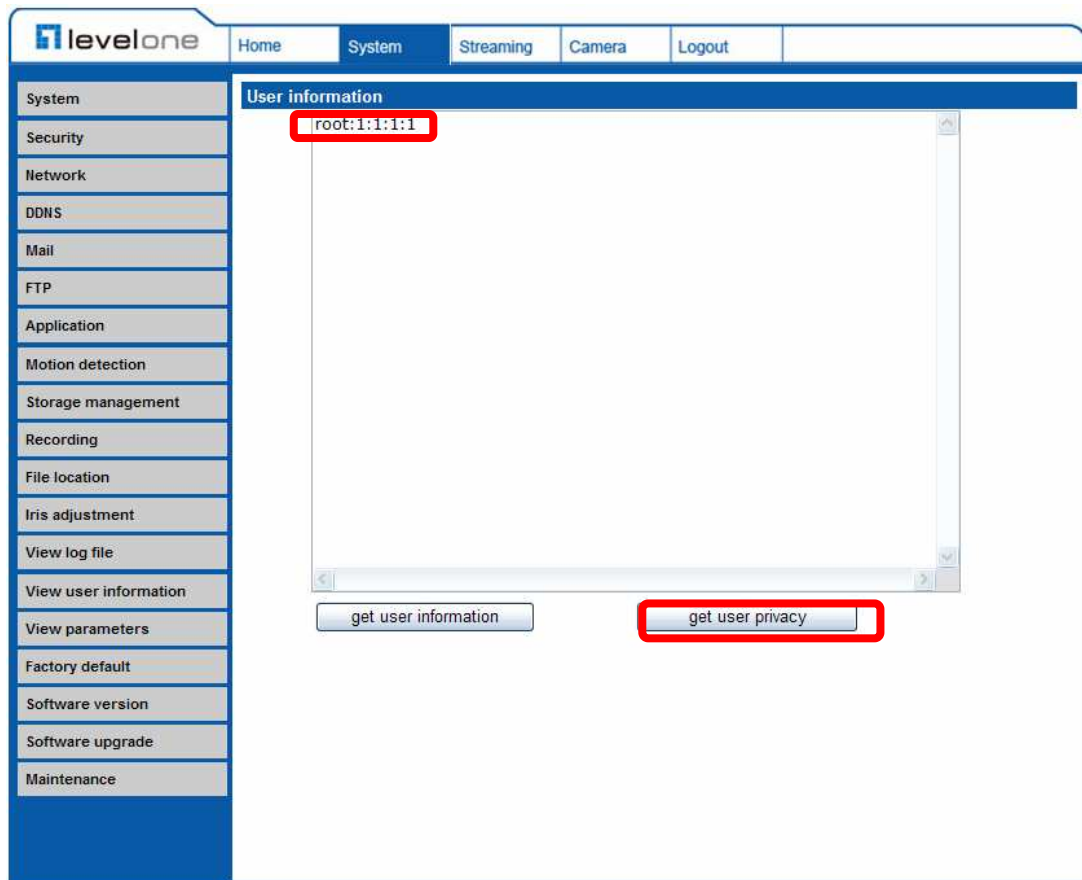 levelone
Home System Streaming Camera Logout
System
Security
Network
DDNS
Mail
FTP
Application
Motion detection
Storage management
Recording
File location
Iris adjustment
View log file
View user information
View parameters
Factory default
Software version
Software upgrade
Maintenance
User information
root:1:1:1:1
get user information get user privacy